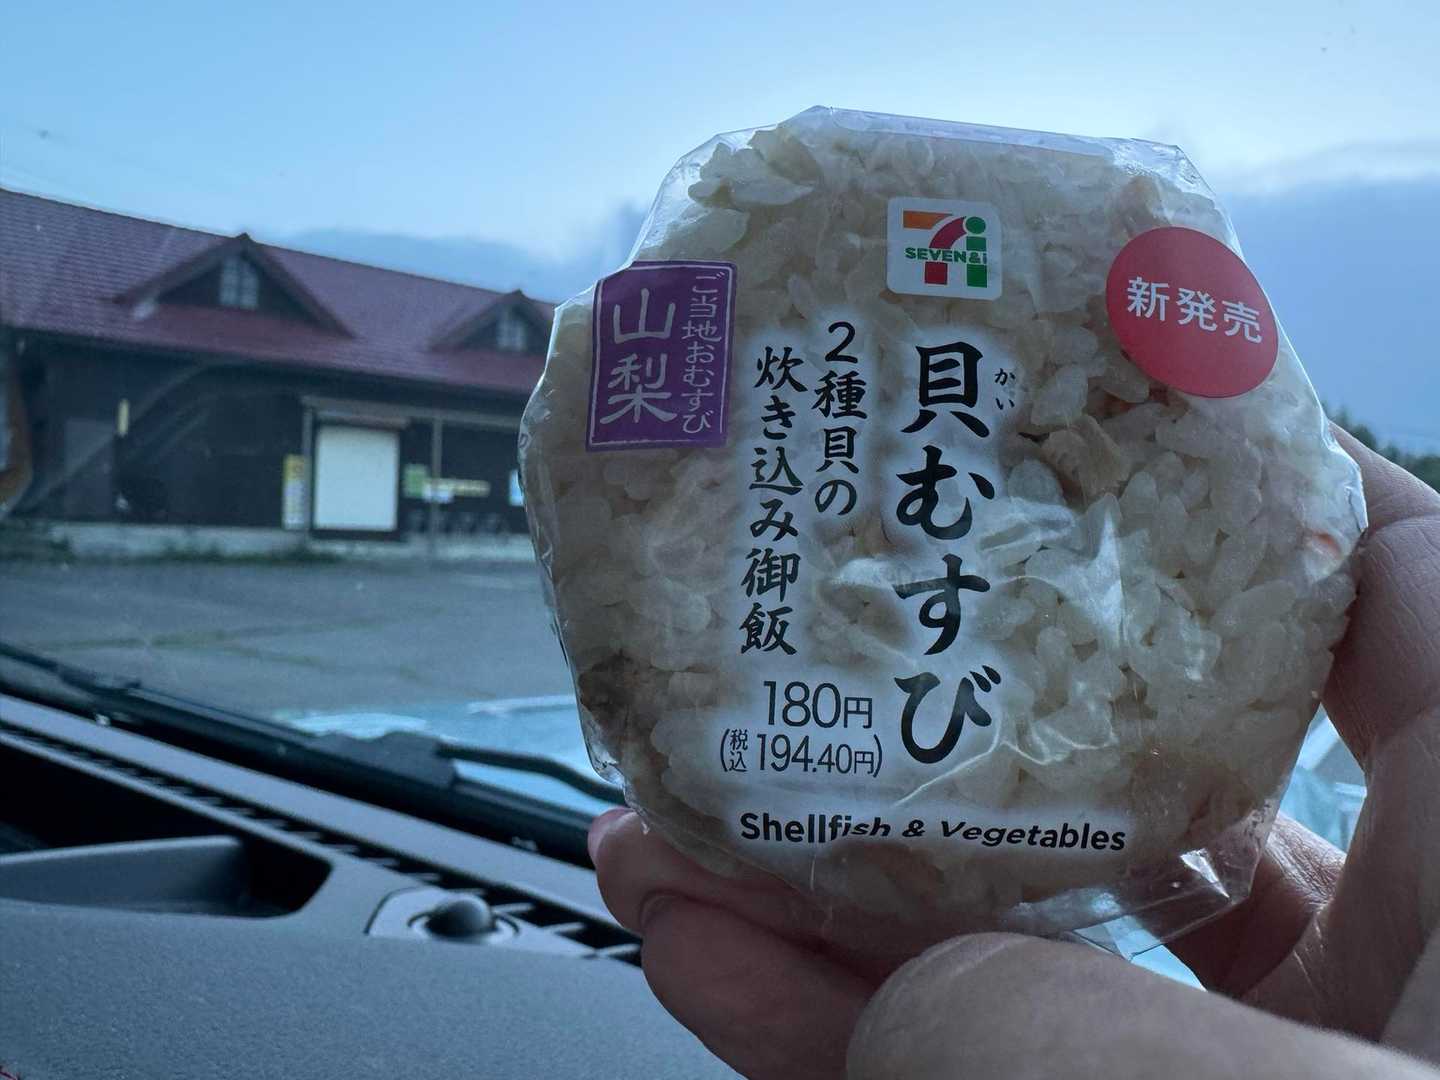 SEVEN&i
新発売
ご当地おむすび
山梨
貝むすび
かい
2種貝の
炊き込み御飯
180円
(税込194.40円)
Shellfish & Vegetables